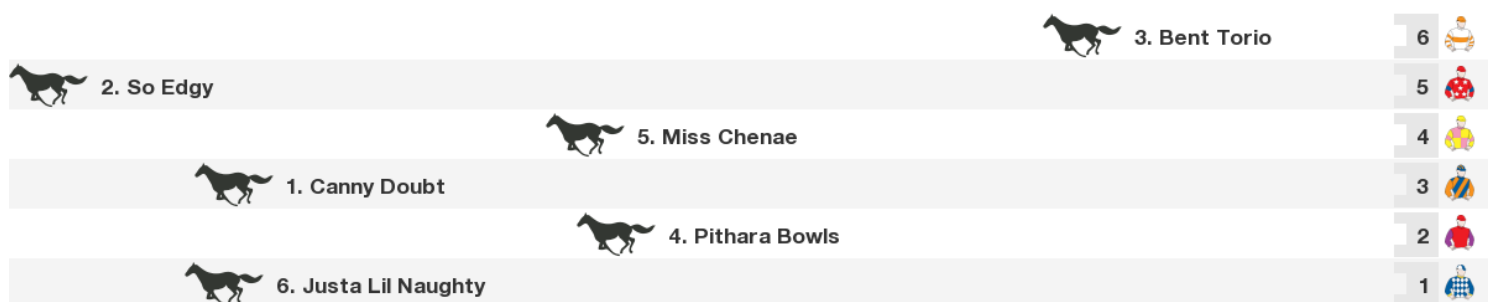 3. Bent Torio 6
2. So Edgy 5
5. Miss Chenae 4
1. Canny Doubt 3
4. Pithara Bowls 2
6. Justa Lil Naughty 1